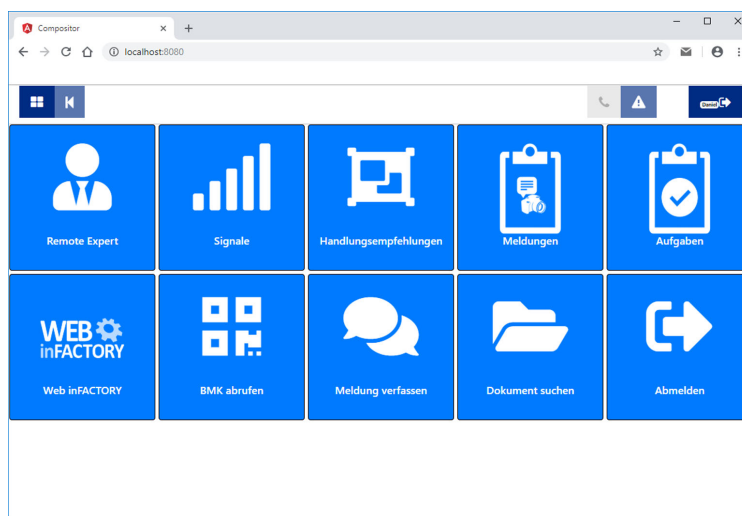 Compositor
localhost:8080
Daniel
Remote Expert
Signale
Handlungsempfehlungen
Meldungen
Aufgaben
WEB
inFACTORY
Web inFACTORY
BMK abrufen
Meldung verfassen
Dokument suchen
Abmelden